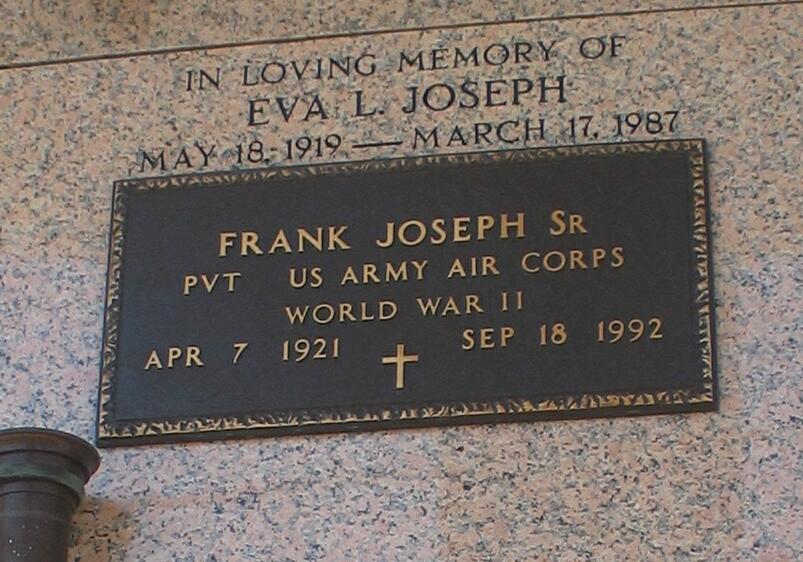 IN LOVING MEMORY OF
EVA L. JOSEPH
MAY 18, 1919 — MARCH 17, 1987
FRANK JOSEPH SR
PVT US ARMY AIR CORPS
WORLD WAR II
APR 7 1921 SEP 18 1992